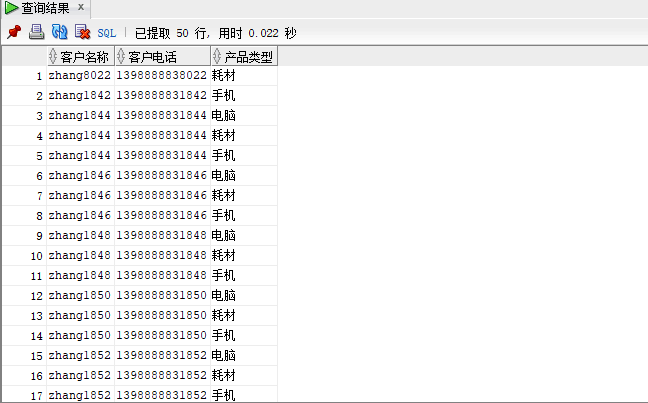 查询结果 x
SQL | 已提取 50 行, 用时 0.022 秒
客户名称 客户电话 产品类型
1 zhang8022 1398888838022 耗材
2 zhang1842 1398888831842 手机
3 zhang1844 1398888831844 电脑
4 zhang1844 1398888831844 耗材
5 zhang1844 1398888831844 手机
6 zhang1846 1398888831846 电脑
7 zhang1846 1398888831846 耗材
8 zhang1846 1398888831846 手机
9 zhang1848 1398888831848 电脑
10 zhang1848 1398888831848 耗材
11 zhang1848 1398888831848 手机
12 zhang1850 1398888831850 电脑
13 zhang1850 1398888831850 耗材
14 zhang1850 1398888831850 手机
15 zhang1852 1398888831852 电脑
16 zhang1852 1398888831852 耗材
17 zhang1852 1398888831852 手机